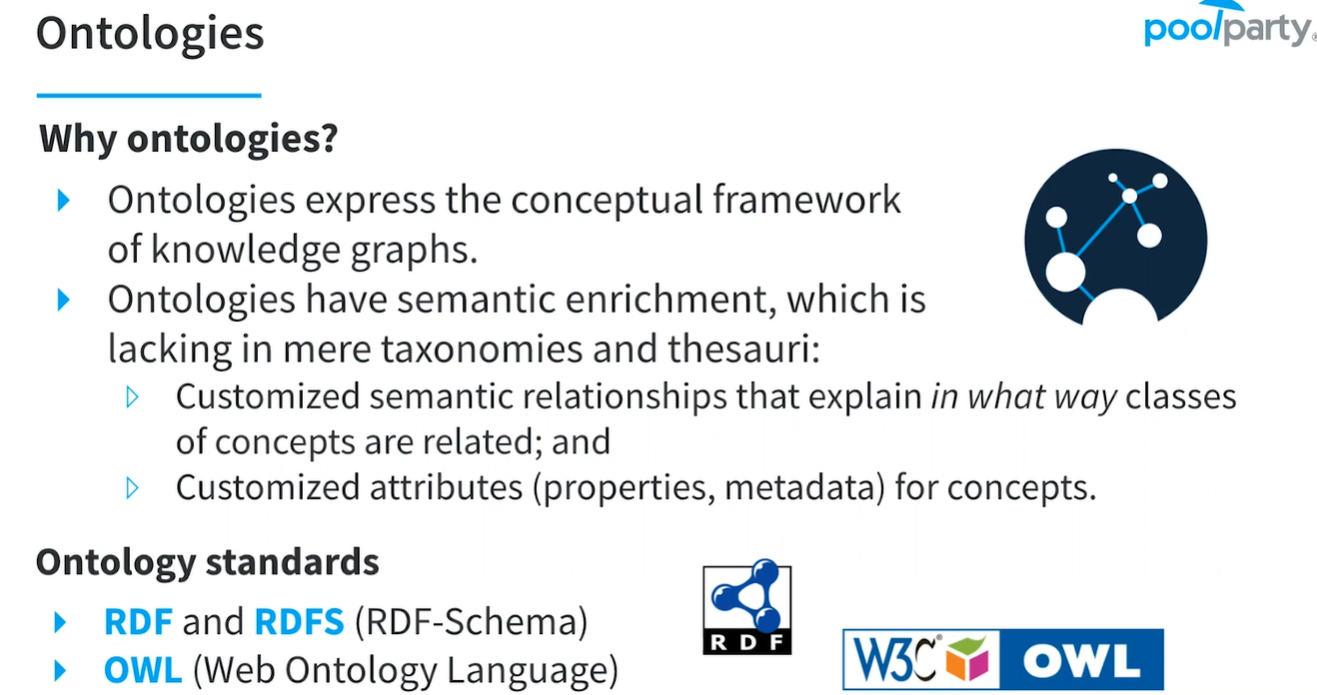 Ontologies
poolparty®
Why ontologies?
Ontologies express the conceptual framework
of knowledge graphs.
Ontologies have semantic enrichment, which is
lacking in mere taxonomies and thesauri:
Customized semantic relationships that explain in what way classes
of concepts are related; and
Customized attributes (properties, metadata) for concepts.
Ontology standards
RDF and RDFS (RDF-Schema)
OWL (Web Ontology Language)
RDF
W3C® OWL